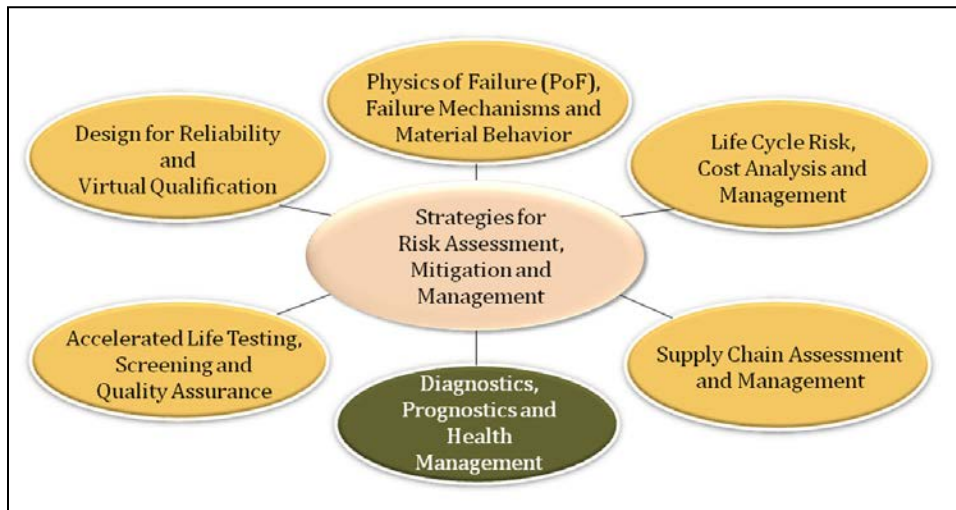 Physics of Failure (PoF),
Failure Mechanisms and
Material Behavior
Design for Reliability
and
Virtual Qualification
Life Cycle Risk,
Cost Analysis and
Management
Strategies for
Risk Assessment,
Mitigation and
Management
Accelerated Life Testing,
Screening and
Quality Assurance
Supply Chain Assessment
and Management
Diagnostics,
Prognostics and
Health
Management